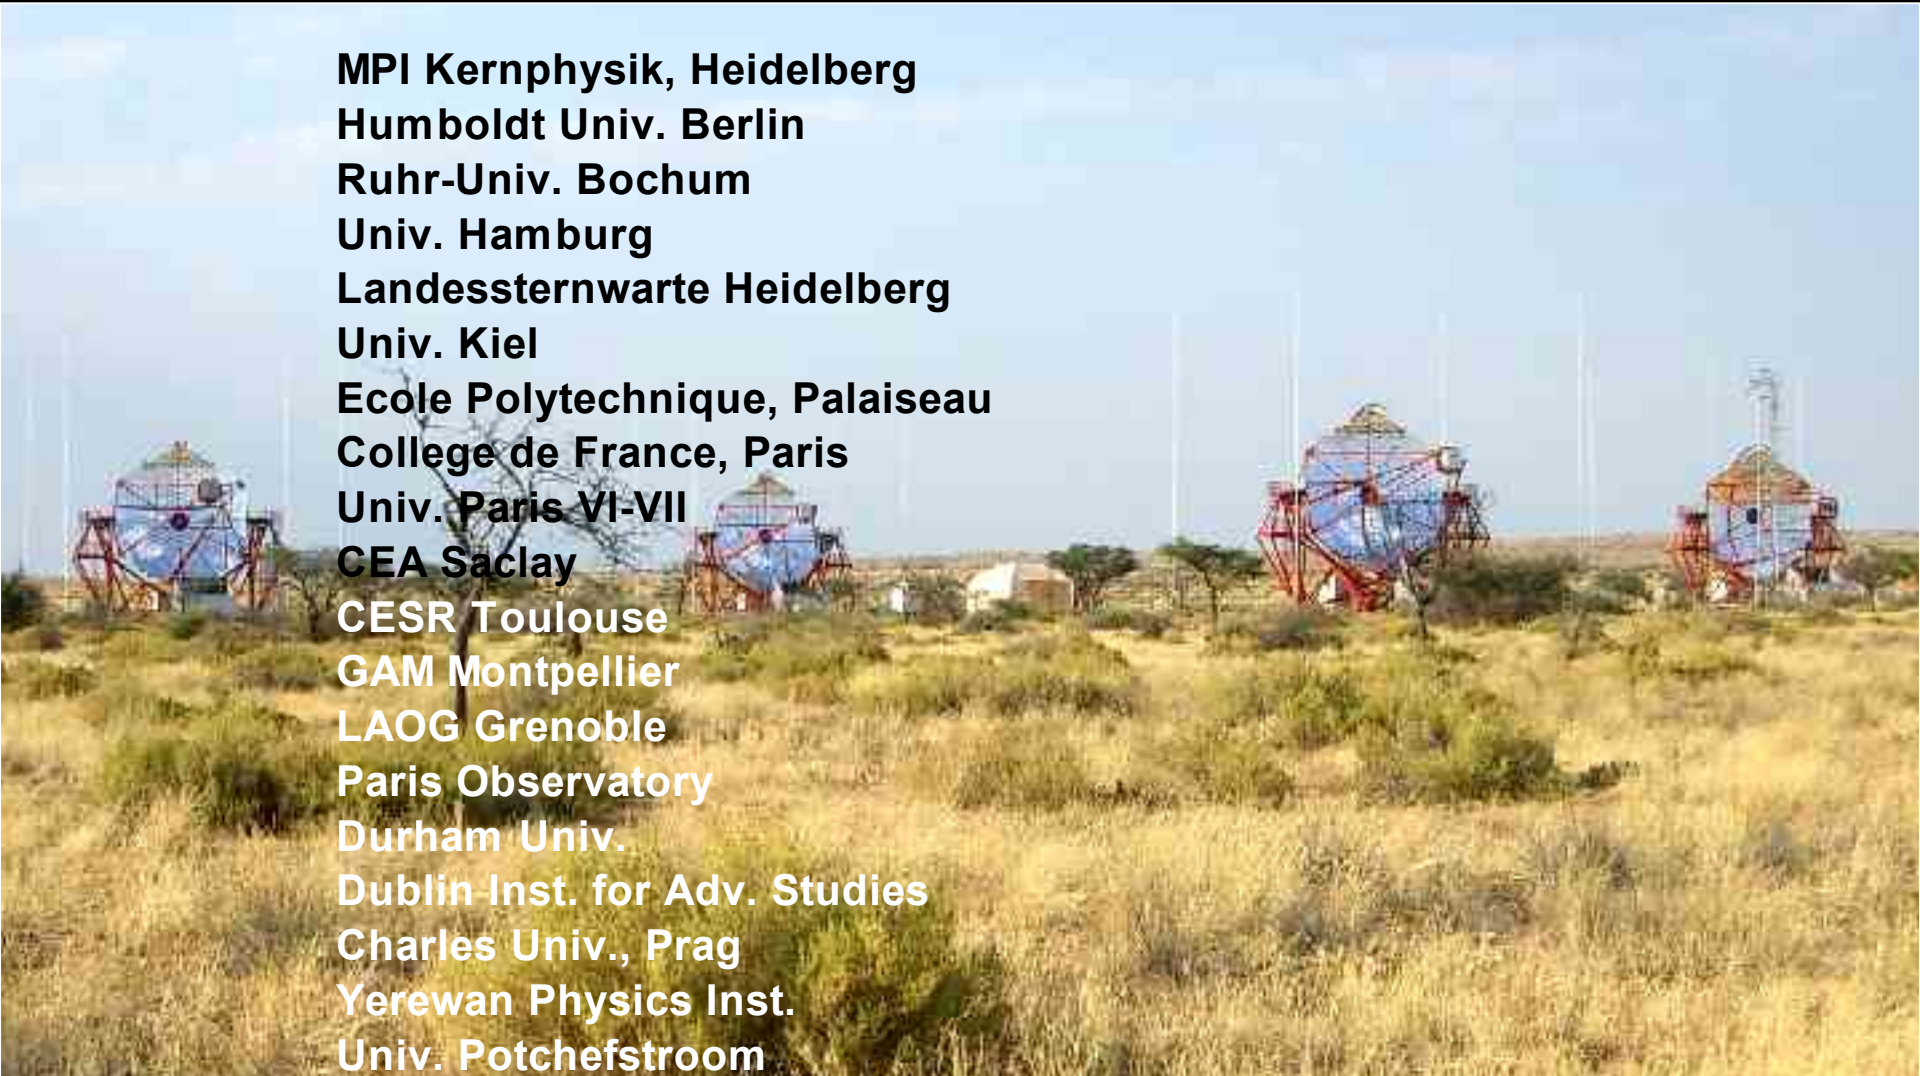 MPI Kernphysik, Heidelberg
Humboldt Univ. Berlin
Ruhr-Univ. Bochum
Univ. Hamburg
Landessternwarte Heidelberg
Univ. Kiel
Ecole Polytechnique, Palaiseau
College de France, Paris
Univ. Paris VI-VII
CEA Saclay
CESR Toulouse
GAM Montpellier
LAOG Grenoble
Paris Observatory
Durham Univ.
Dublin Inst. for Adv. Studies
Charles Univ., Prag
Yerewan Physics Inst.
Univ. Potchefstroom